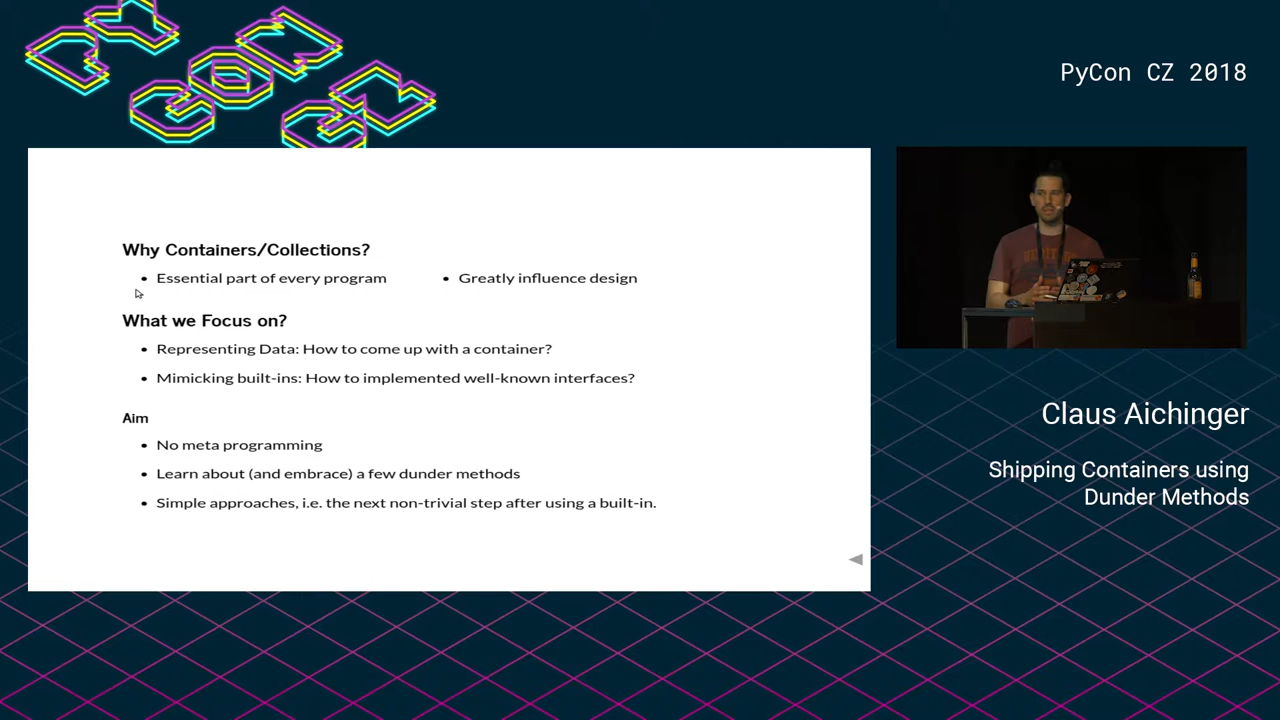 PYCON CZ
PyCon CZ 2018
Why Containers/Collections?
• Essential part of every program
• Greatly influence design
What we Focus on?
• Representing Data: How to come up with a container?
• Mimicking built-ins: How to implemented well-known interfaces?
Aim
• No meta programming
• Learn about (and embrace) a few dunder methods
• Simple approaches, i.e. the next non-trivial step after using a built-in.
Claus Aichinger
Shipping Containers using
Dunder Methods